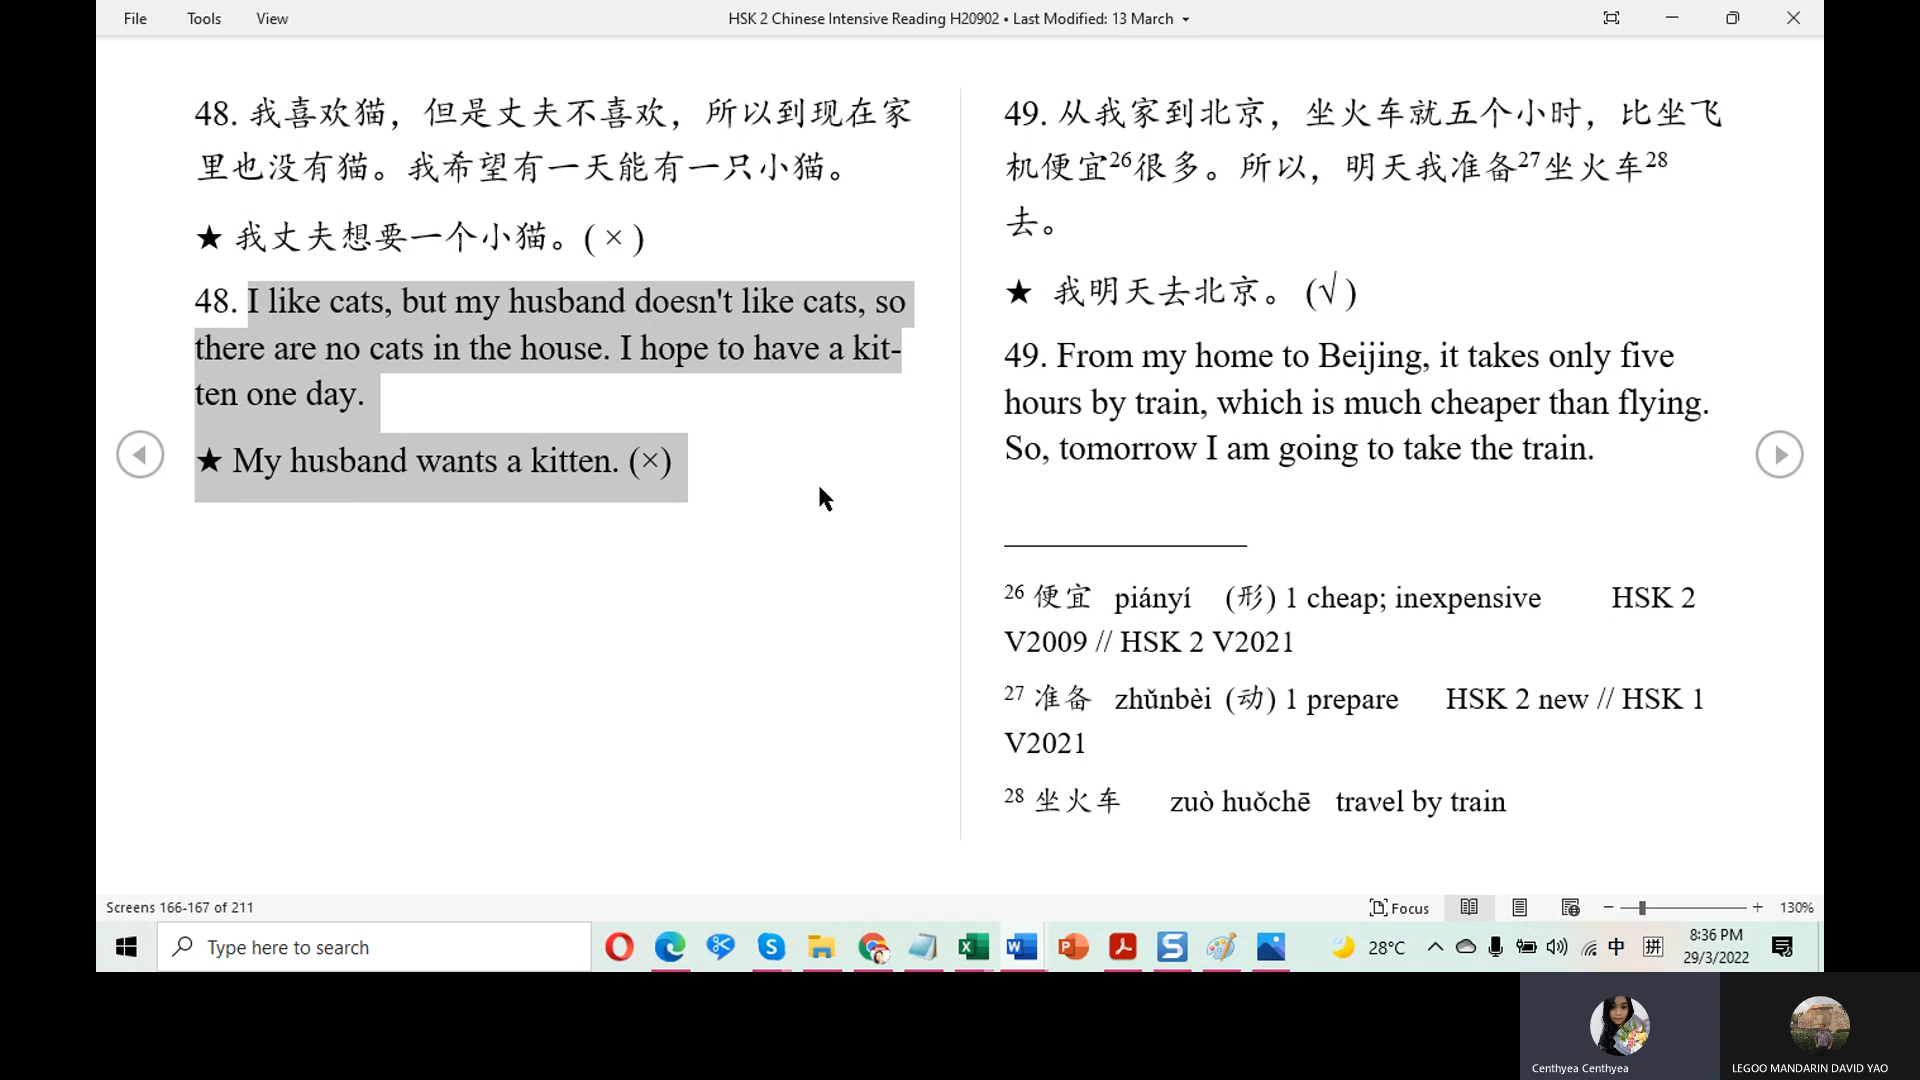 File Tools View HSK 2 Chinese Intensive Reading H20902 • Last Modified: 13 March
48. 我喜欢猫，但是丈夫不喜欢，所以到现在家
里也没有猫。我希望有一天能有一只小猫。
★ 我丈夫想要一个小猫。( × )
48. I like cats, but my husband doesn't like cats, so
there are no cats in the house. I hope to have a kit-
ten one day.
★ My husband wants a kitten. (×)
49. 从我家到北京，坐火车就五个小时，比坐飞
机便宜26很多。所以，明天我准备27坐火车28
去。
★ 我明天去北京。 (√ )
49. From my home to Beijing, it takes only five
hours by train, which is much cheaper than flying.
So, tomorrow I am going to take the train.
26 便宜 piányí (形) 1 cheap; inexpensive HSK 2
V2009 // HSK 2 V2021
27 准备 zhǔnbèi (动) 1 prepare HSK 2 new // HSK 1
V2021
28 坐火车 zuò huǒchē travel by train
Screens 166-167 of 211 Focus 130%
Type here to search 28°C 中 拼 8:36 PM
29/3/2022
Centhyea Centhyea
LEGOO MANDARIN DAVID YAO